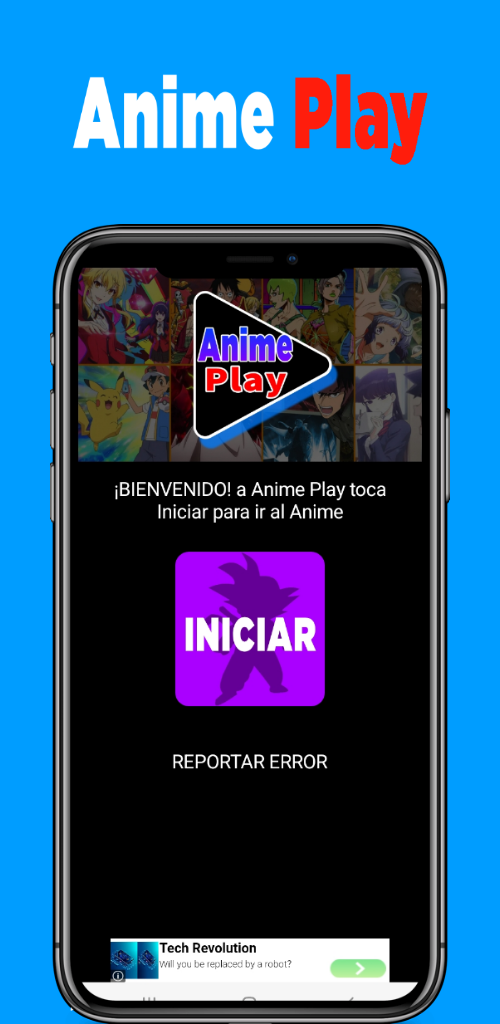 Anime Play
Anime
Play
¡BIENVENIDO! a Anime Play toca
Iniciar para ir al Anime
INICIAR
REPORTAR ERROR
Tech Revolution
Will you be replaced by a robot?